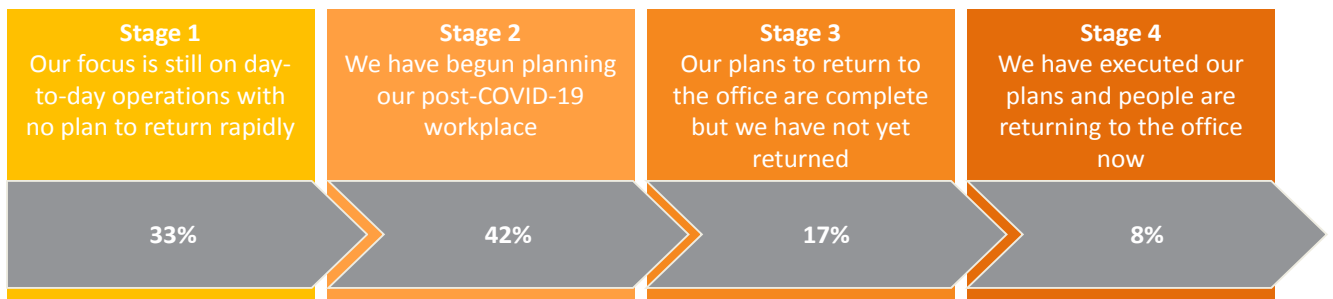 Stage 1
Our focus is still on day-
to-day operations with
no plan to return rapidly
33%
Stage 2
We have begun planning
our post-COVID-19
workplace
42%
Stage 3
Our plans to return to
the office are complete
but we have not yet
returned
17%
Stage 4
We have executed our
plans and people are
returning to the office
now
8%